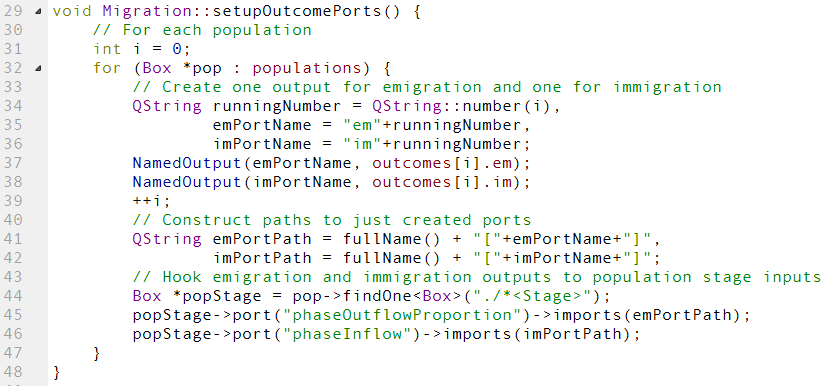 29 void Migration::setupOutcomePorts() {
30     // For each population
31     int i = 0;
32     for (Box *pop : populations) {
33         // Create one output for emigration and one for immigration
34         QString runningNumber = QString::number(i),
35                 emPortName = "em"+runningNumber,
36                 imPortName = "im"+runningNumber;
37         NamedOutput(emPortName, outcomes[i].em);
38         NamedOutput(imPortName, outcomes[i].im);
39         ++i;
40         // Construct paths to just created ports
41         QString emPortPath = fullName() + "["+emPortName+"]",
42                 imPortPath = fullName() + "["+imPortName+"]";
43         // Hook emigration and immigration outputs to population stage inputs
44         Box *popStage = pop->findOne<Box>("./*<Stage>");
45         popStage->port("phaseOutflowProportion")->imports(emPortPath);
46         popStage->port("phaseInflow")->imports(imPortPath);
47     }
48 }